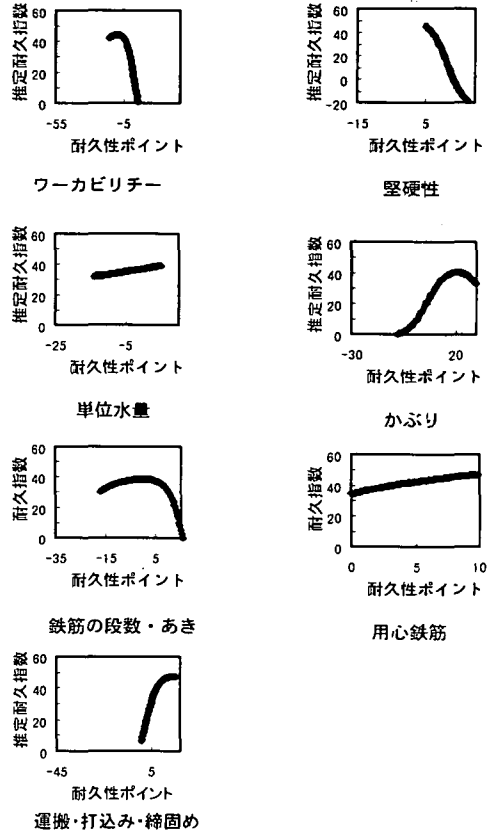 推定耐久指数
60
40
20
0
-55
-5
耐久性ポイント
ワーカビリチー
推定耐久指数
60
40
20
0
-20
-15
5
耐久性ポイント
堅硬性
推定耐久指数
60
40
20
0
-25
-5
耐久性ポイント
単位水量
推定耐久指数
60
40
20
0
-30
20
耐久性ポイント
かぶり
耐久指数
60
40
20
0
-35
-15
5
耐久性ポイント
鉄筋の段数・あき
耐久指数
60
40
20
0
0
5
10
耐久性ポイント
用心鉄筋
推定耐久指数
60
40
20
0
-45
5
耐久性ポイント
運搬・打込み・締固め